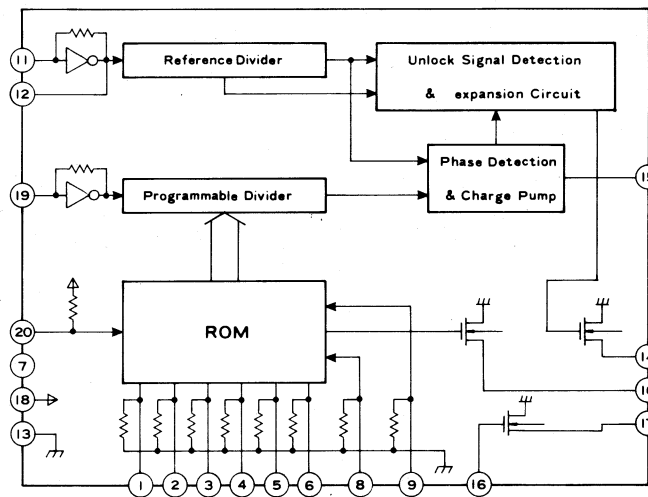 11
Reference Divider
Unlock Signal Detection
& expansion Circuit
12
Phase Detection
& Charge Pump
15
19
Programmable Divider
20
ROM
7
14
18
10
13
17
1
2
3
4
5
6
8
9
16